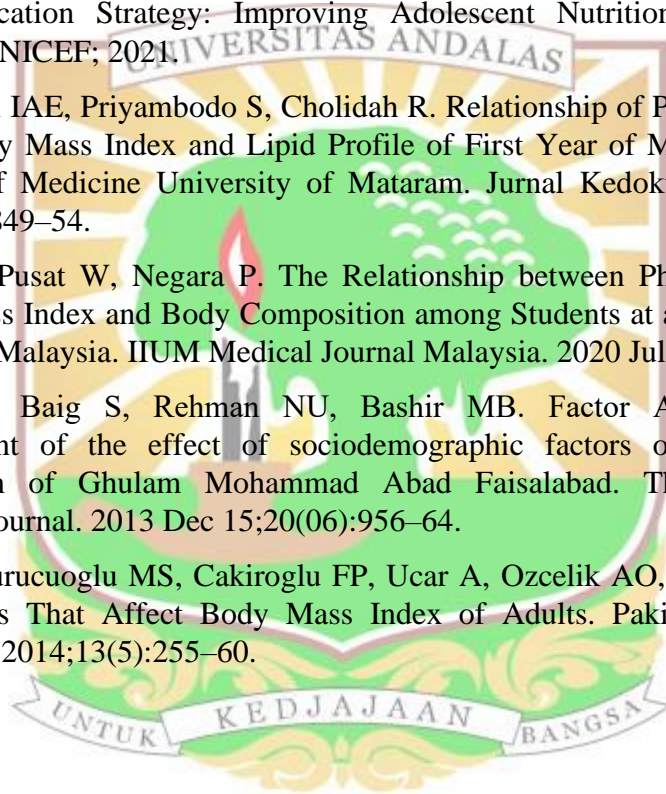 cation Strategy: Improving Adolescent Nutrition
NICEF; 2021.
UNIVERSITAS ANDALAS
IAE, Priyambodo S, Cholidah R. Relationship of P
y Mass Index and Lipid Profile of First Year of M
f Medicine University of Mataram. Jurnal Kedokt
849–54.
Pusat W, Negara P. The Relationship between Ph
ss Index and Body Composition among Students at a
Malaysia. IIUM Medical Journal Malaysia. 2020 Jul
Baig S, Rehman NU, Bashir MB. Factor A
nt of the effect of sociodemographic factors o
n of Ghulam Mohammad Abad Faisalabad. Th
ournal. 2013 Dec 15;20(06):956–64.
urucuoglu MS, Cakiroglu FP, Ucar A, Ozcelik AO,
s That Affect Body Mass Index of Adults. Paki
2014;13(5):255–60.
UNTUK KEDJAJAAN BANGSA